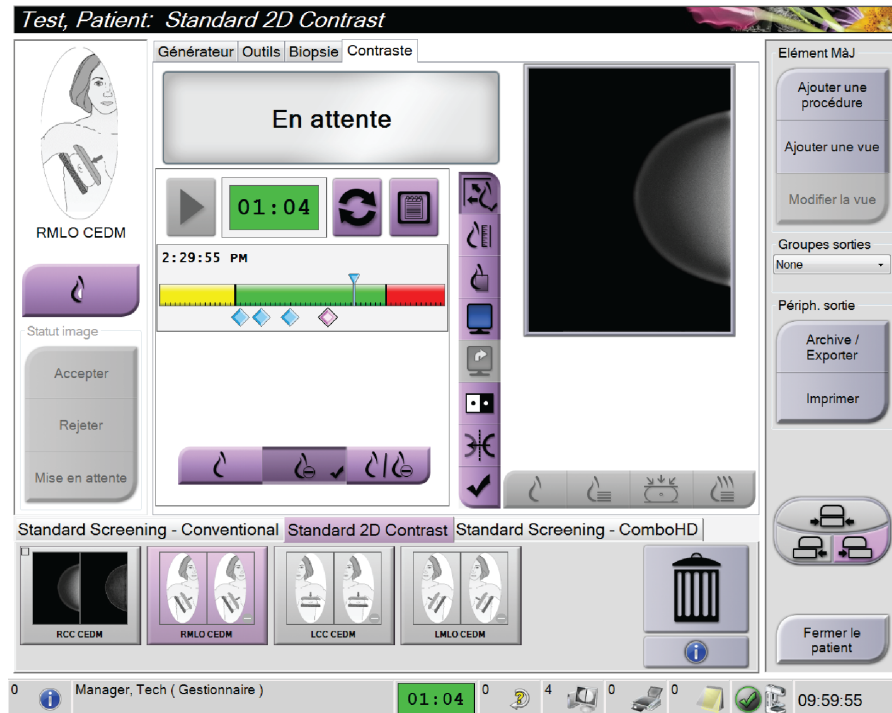 Test, Patient: Standard 2D Contrast
Générateur Outils Biopsie Contraste
En attente
RMLO CEDM
01:04
2:29:55 PM
Statut image
Accepter
Rejeter
Mise en attente
Elément MàJ
Ajouter une
procédure
Ajouter une vue
Modifier la vue
Groupes sorties
None
Périph. sortie
Archive /
Exporter
Imprimer
Standard Screening - Conventional Standard 2D Contrast Standard Screening - ComboHD
RCC CEDM
RMLO CEDM
LCC CEDM
LMLO CEDM
Fermer le
patient
0 Manager, Tech ( Gestionnaire ) 01:04 0 4 0 0 09:59:55